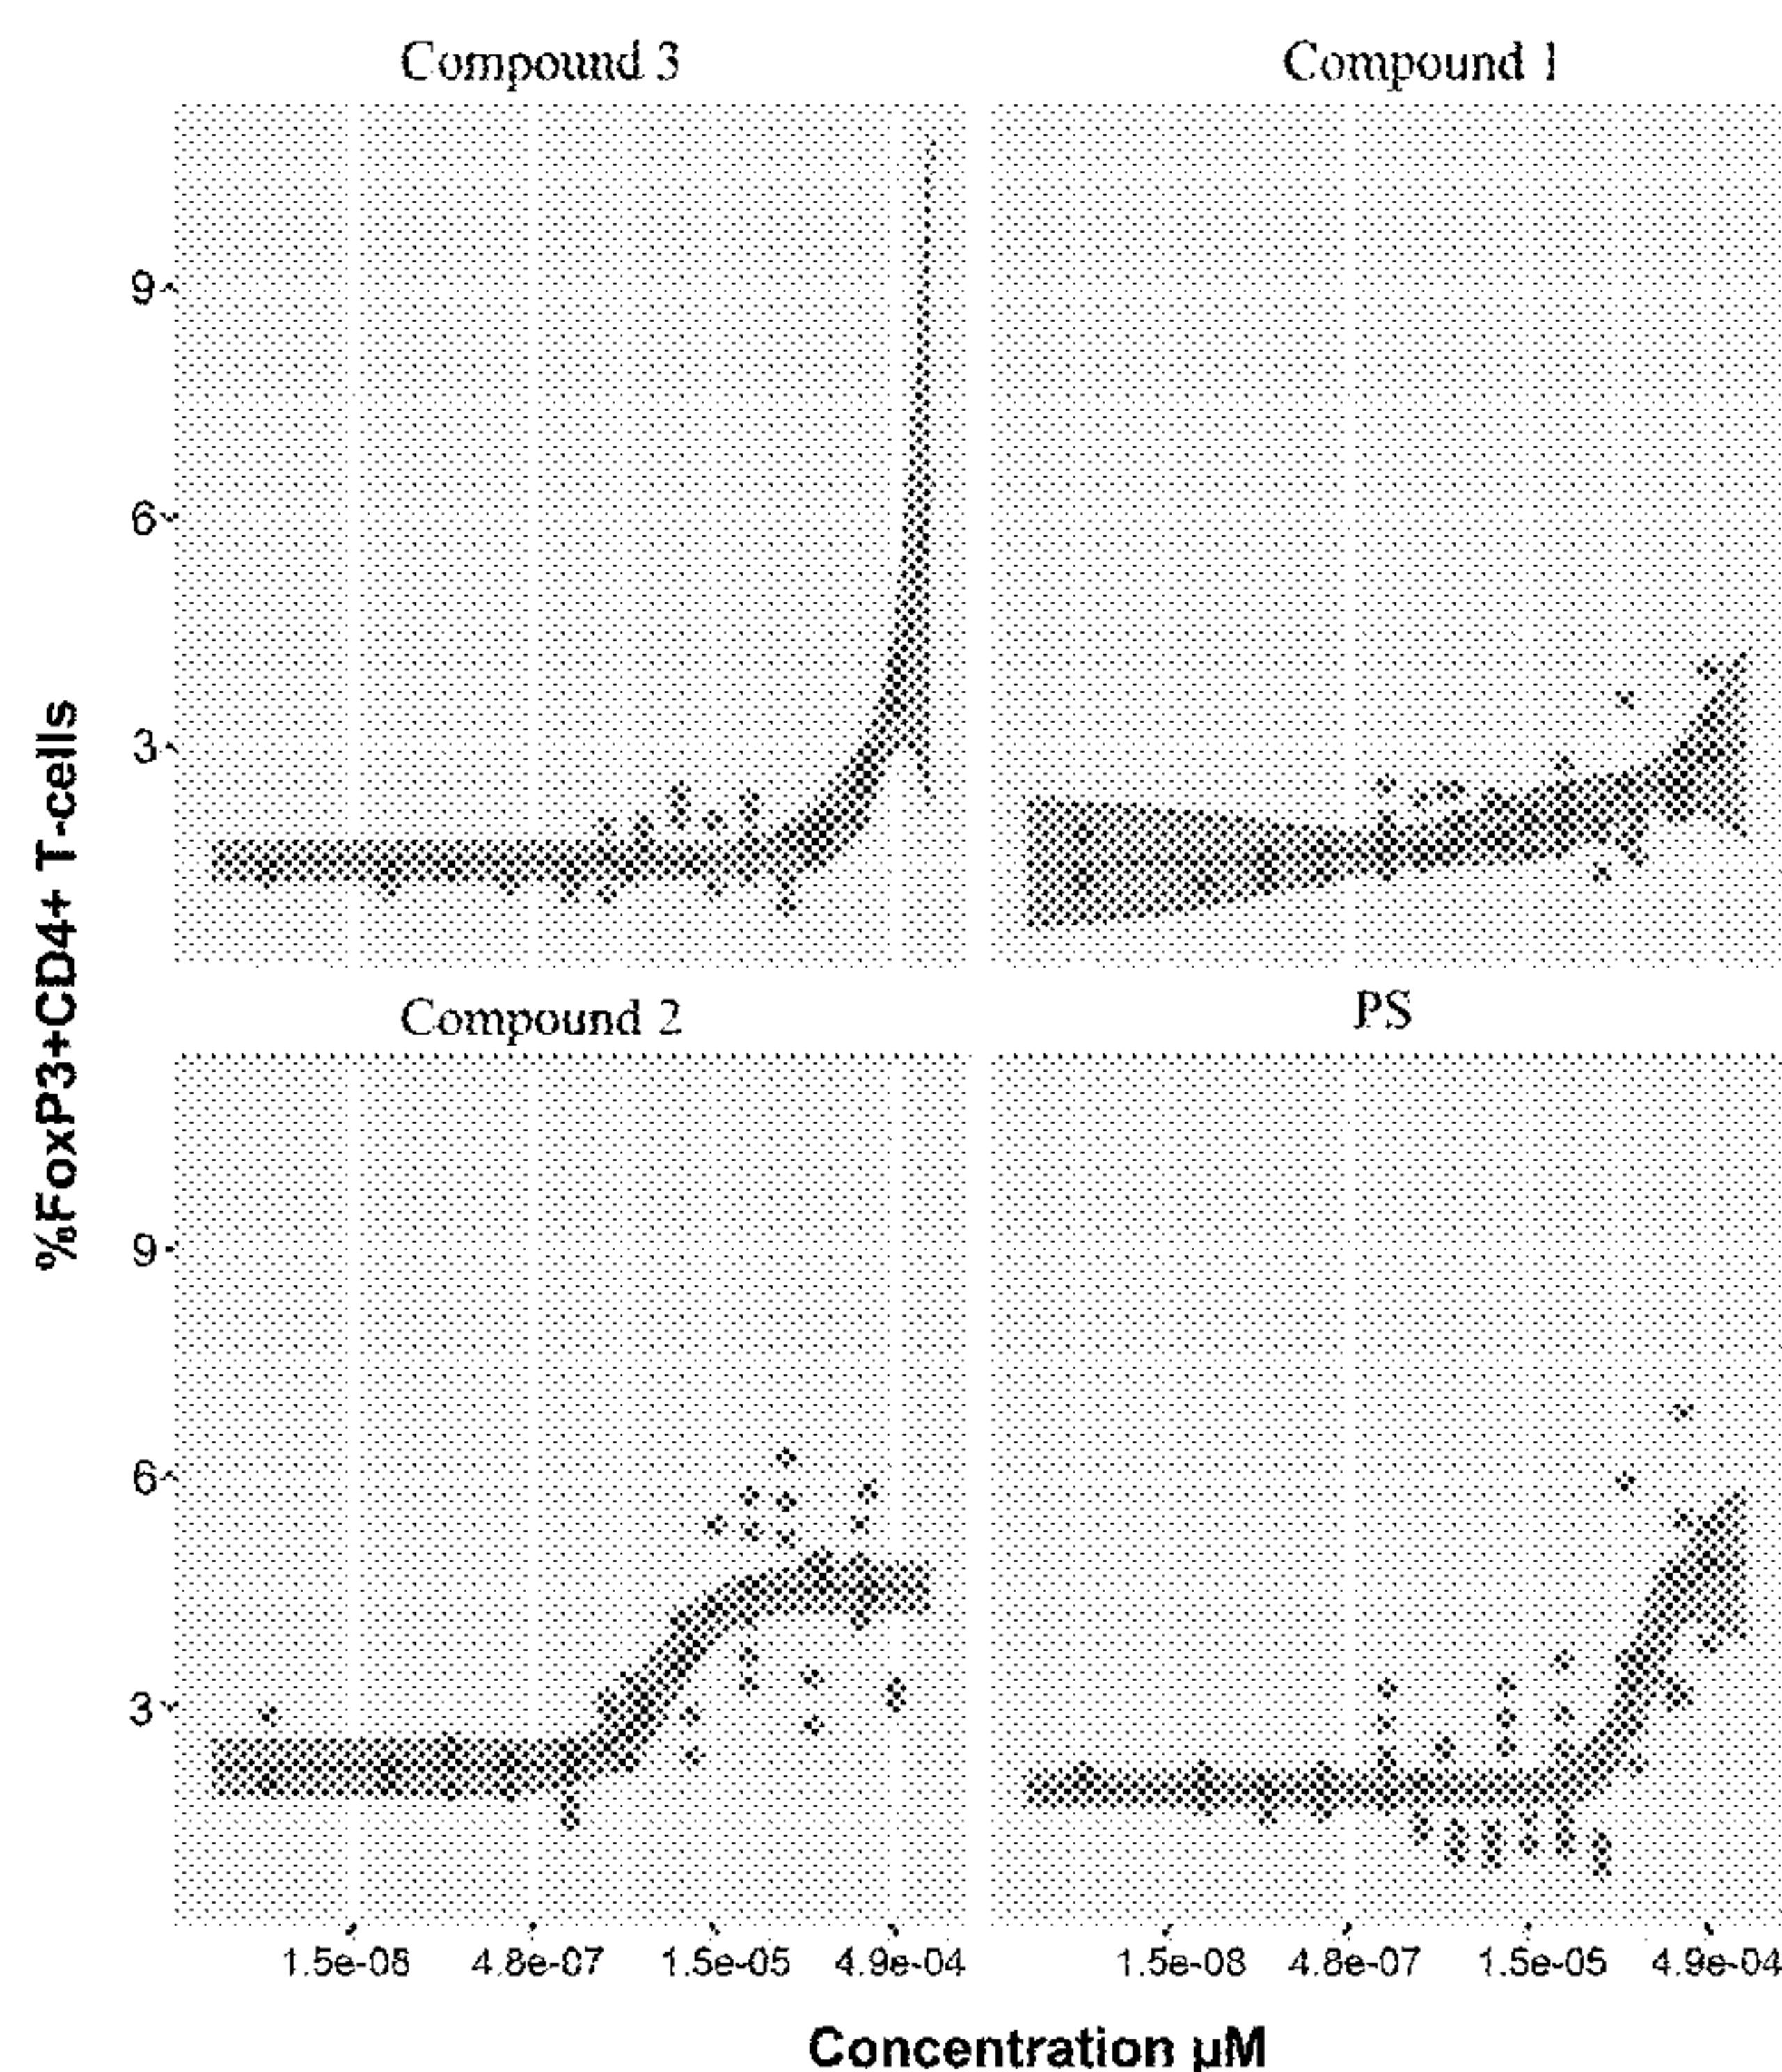 Compound 3
Compound 1
9
6
3
Compound 2
PS
9
6
3
%FoxP3+CD4+ T-cells
1.5e-08 4.8e-07 1.5e-05 4.9e-04
1.5e-08 4.8e-07 1.5e-05 4.9e-04
Concentration µM